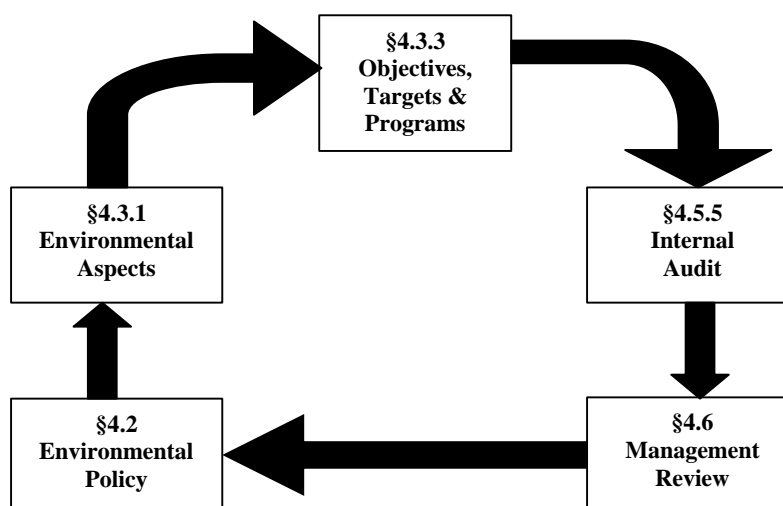 §4.3.3
Objectives,
Targets &
Programs
§4.3.1
Environmental
Aspects
§4.5.5
Internal
Audit
§4.2
Environmental
Policy
§4.6
Management
Review